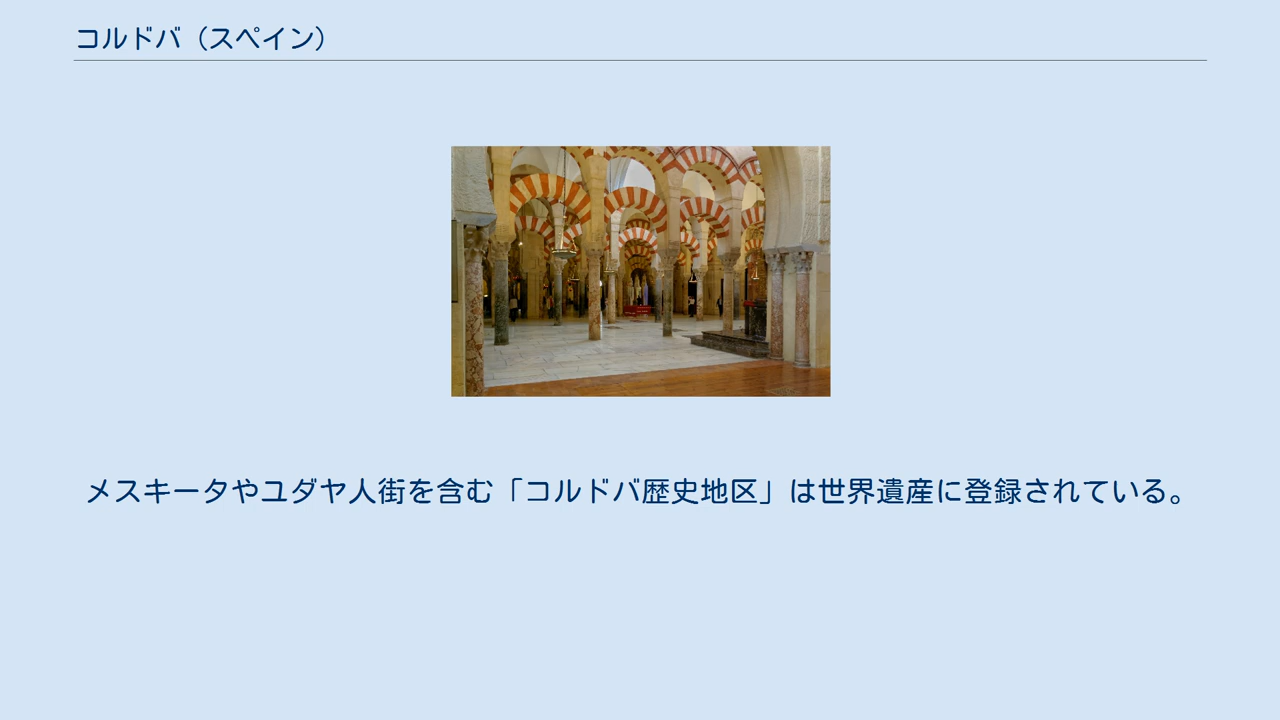 コルドバ（スペイン）
メスキータやユダヤ人街を含む「コルドバ歴史地区」は世界遺産に登録されている。